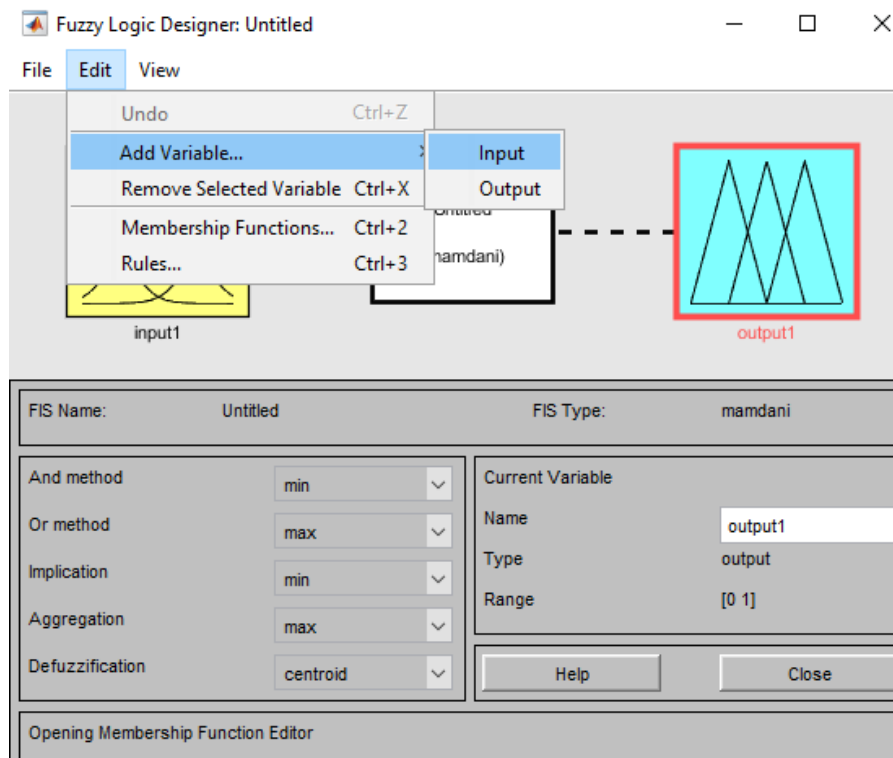 Fuzzy Logic Designer: Untitled
File Edit View
Undo Ctrl+Z
Add Variable...
Remove Selected Variable Ctrl+X
Membership Functions... Ctrl+2
Rules... Ctrl+3
Input
Output
Untitled
mamdani)
input1
output1
FIS Name: Untitled FIS Type: mamdani
And method min
Or method max
Implication min
Aggregation max
Defuzzification centroid
Current Variable
Name output1
Type output
Range [0 1]
Help Close
Opening Membership Function Editor